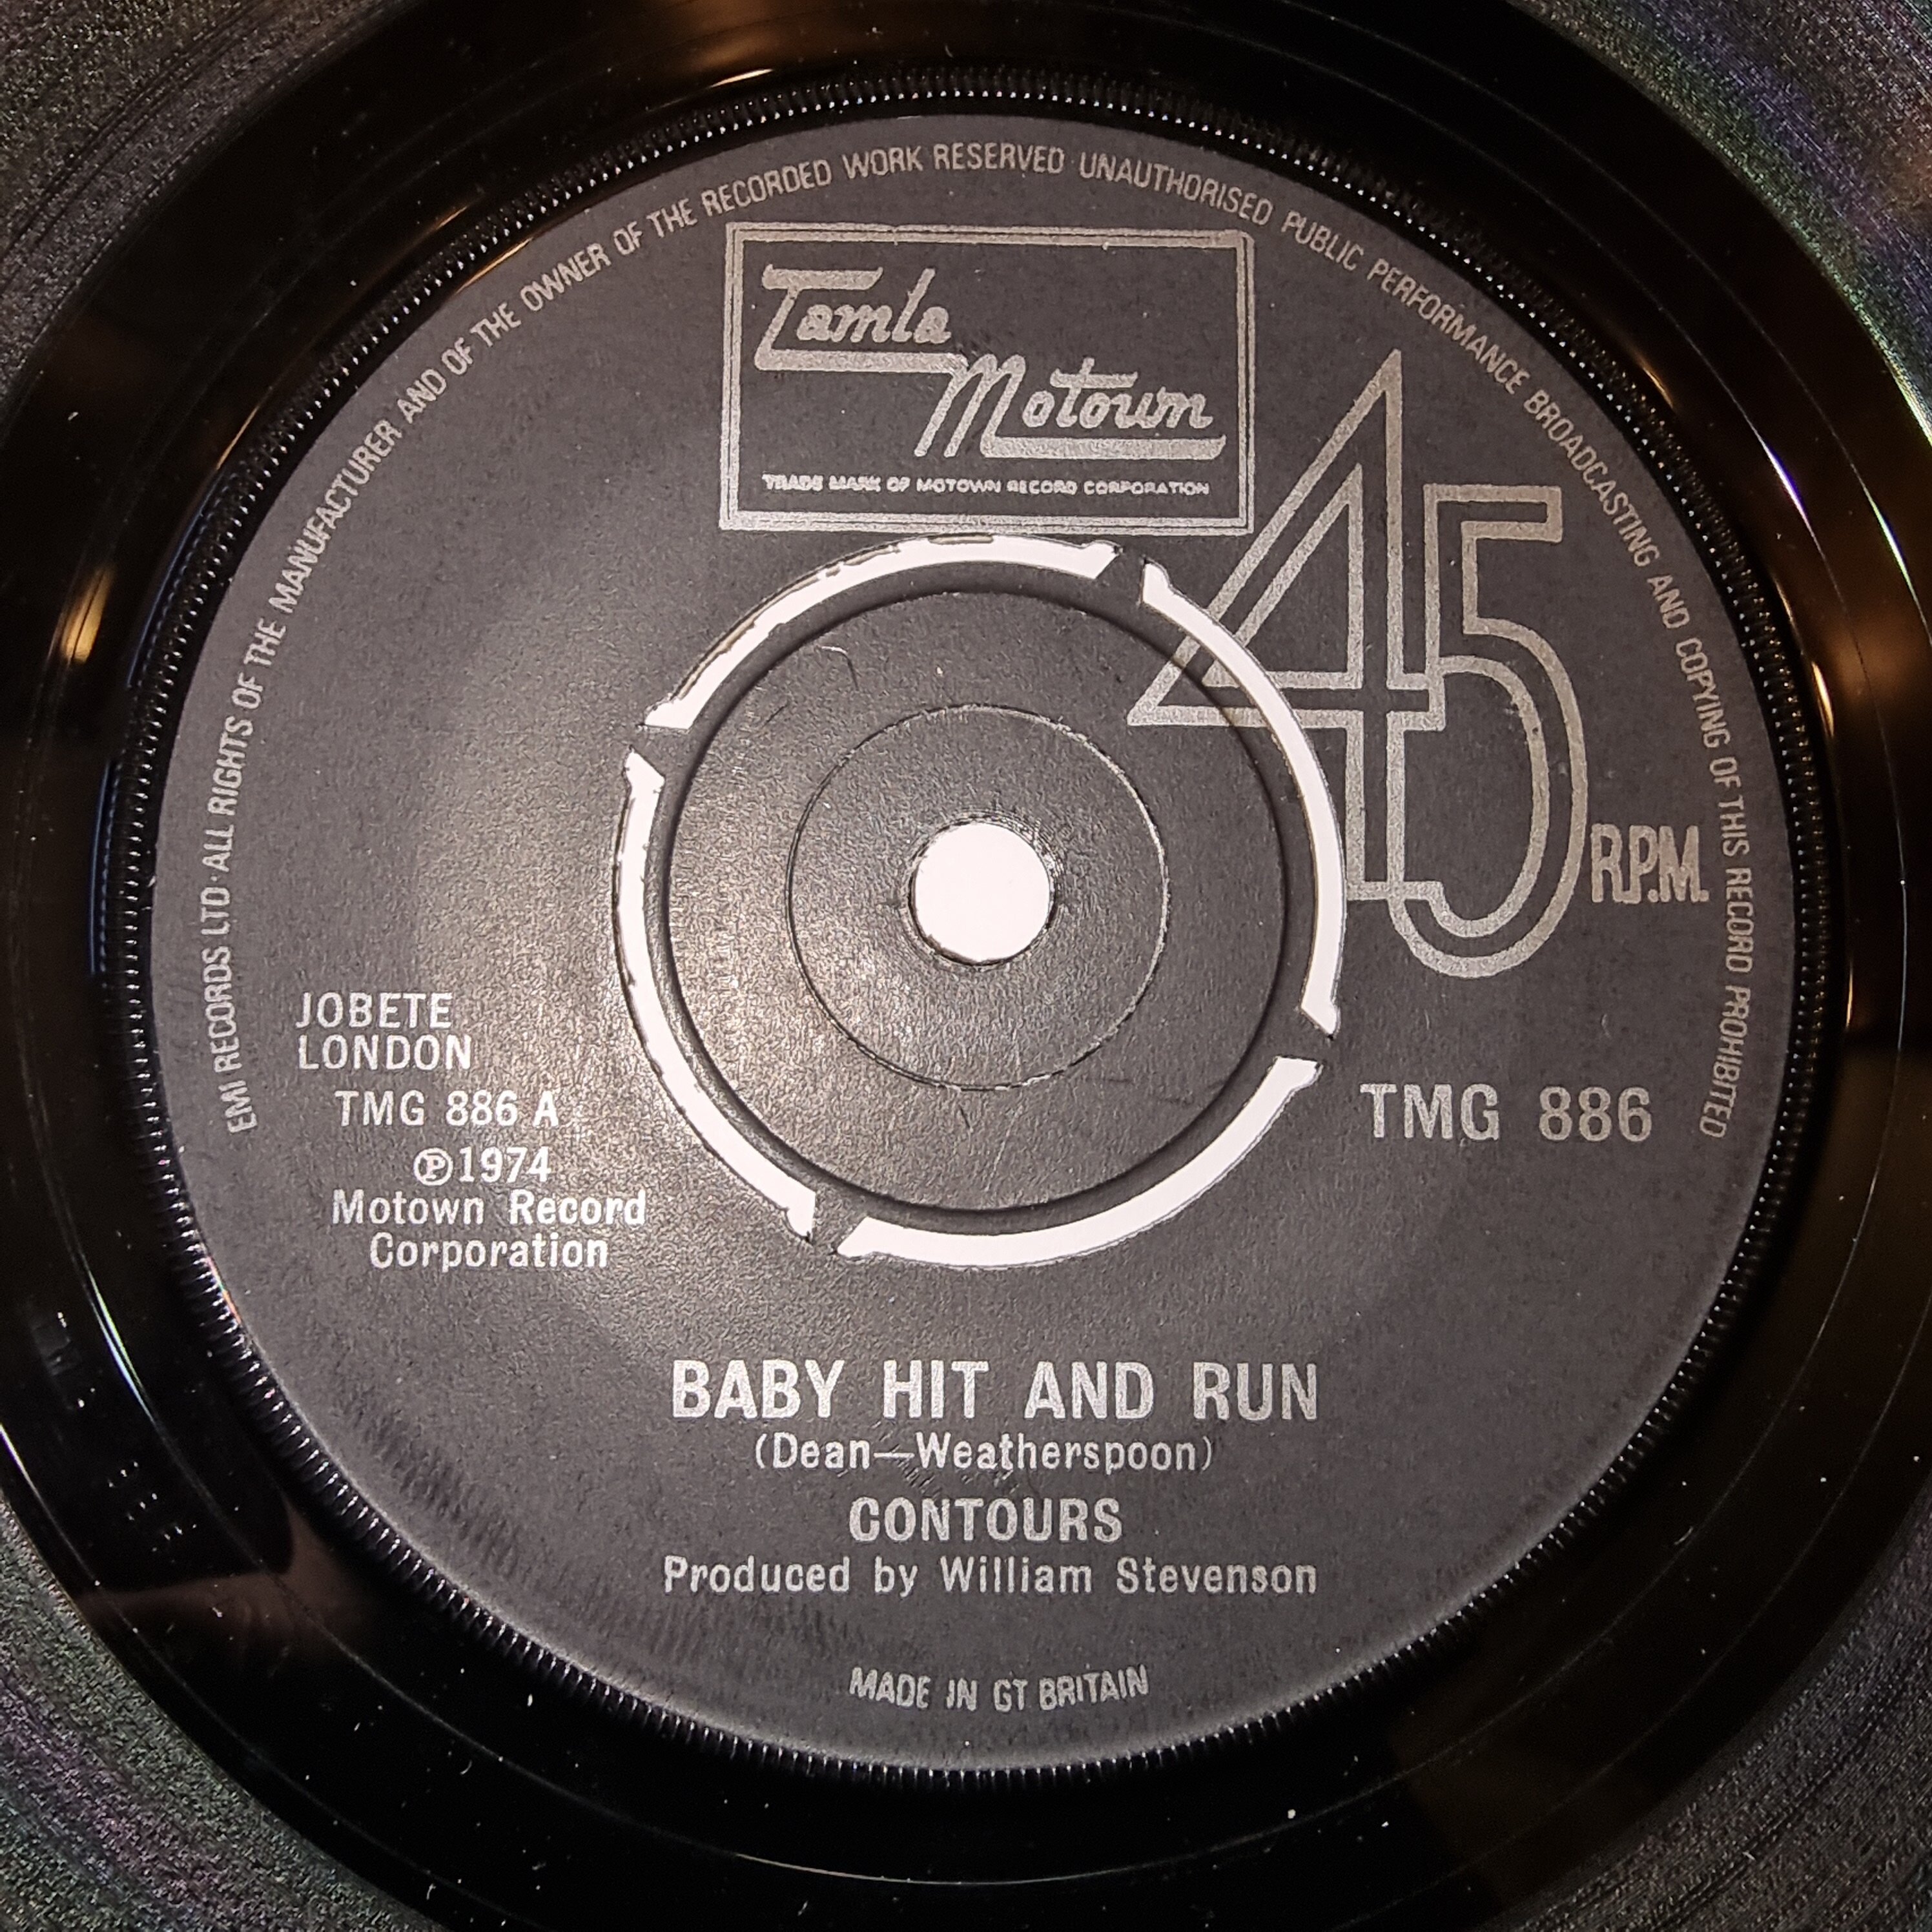 EMI RECORDS LTD · ALL RIGHTS OF THE MANUFACTURER AND OF THE OWNER OF THE RECORDED WORK RESERVED · UNAUTHORISED PUBLIC PERFORMANCE BROADCASTING AND COPYING OF THIS RECORD PROHIBITED
Tamla
Motown
TRADE MARK OF MOTOWN RECORD CORPORATION
45
R.P.M.
JOBETE
LONDON
TMG 886 A
℗1974
Motown Record
Corporation
TMG 886
BABY HIT AND RUN
(Dean—Weatherspoon)
CONTOURS
Produced by William Stevenson
MADE IN GT BRITAIN